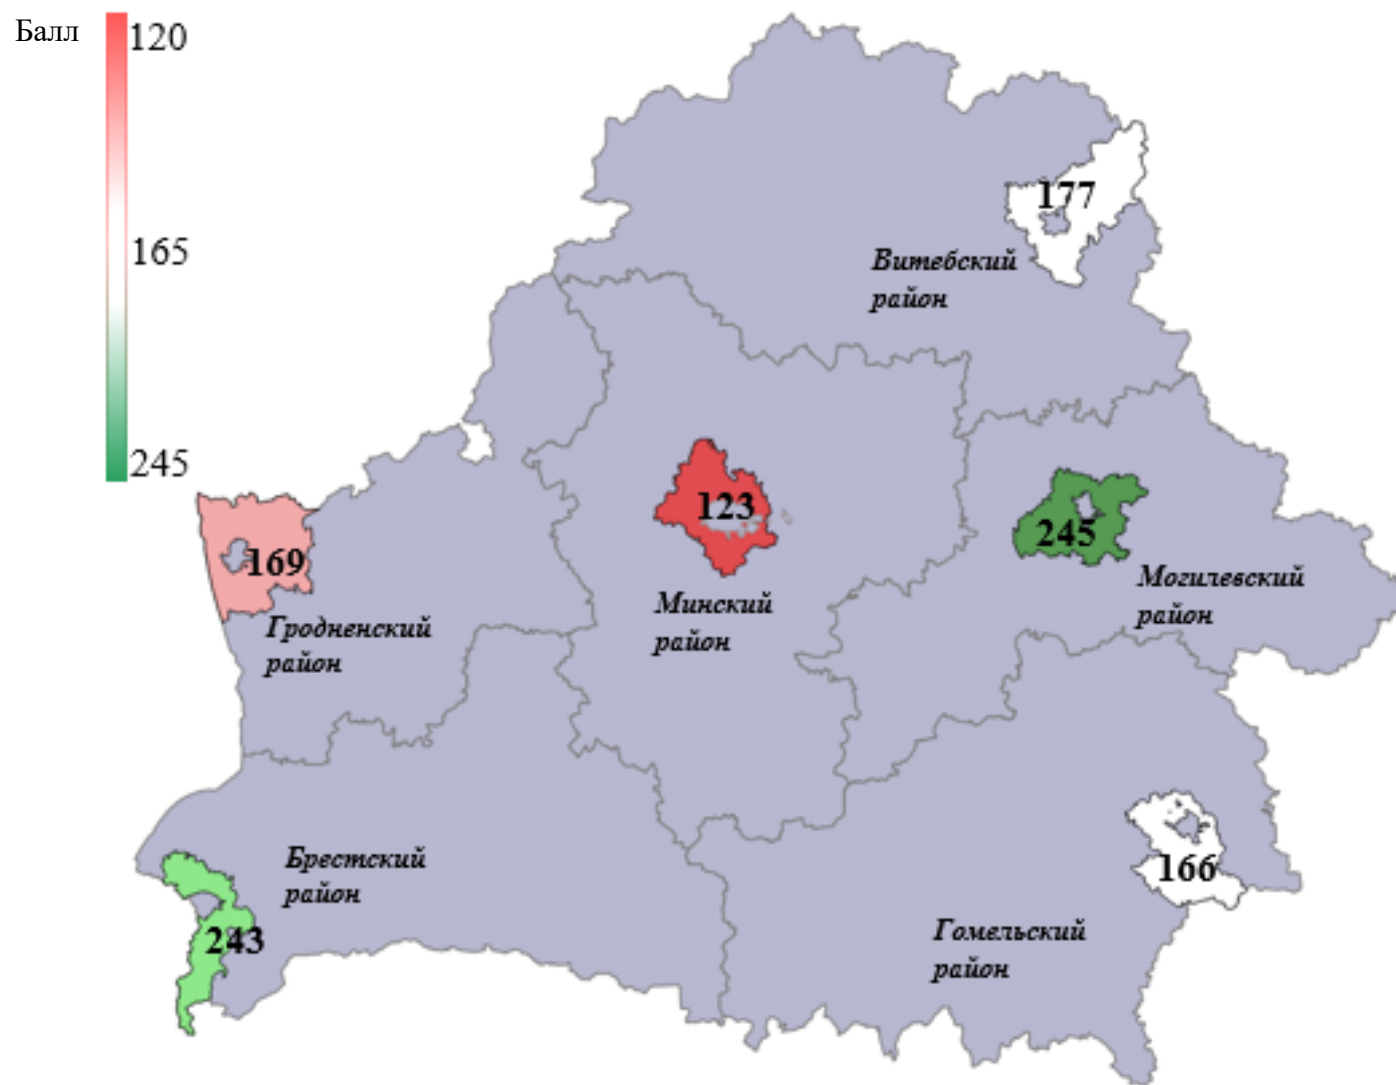 Балл
120
165
245
177
Витебский
район
123
Минский
район
245
Могилевский
район
169
Гродненский
район
243
Брестский
район
166
Гомельский
район